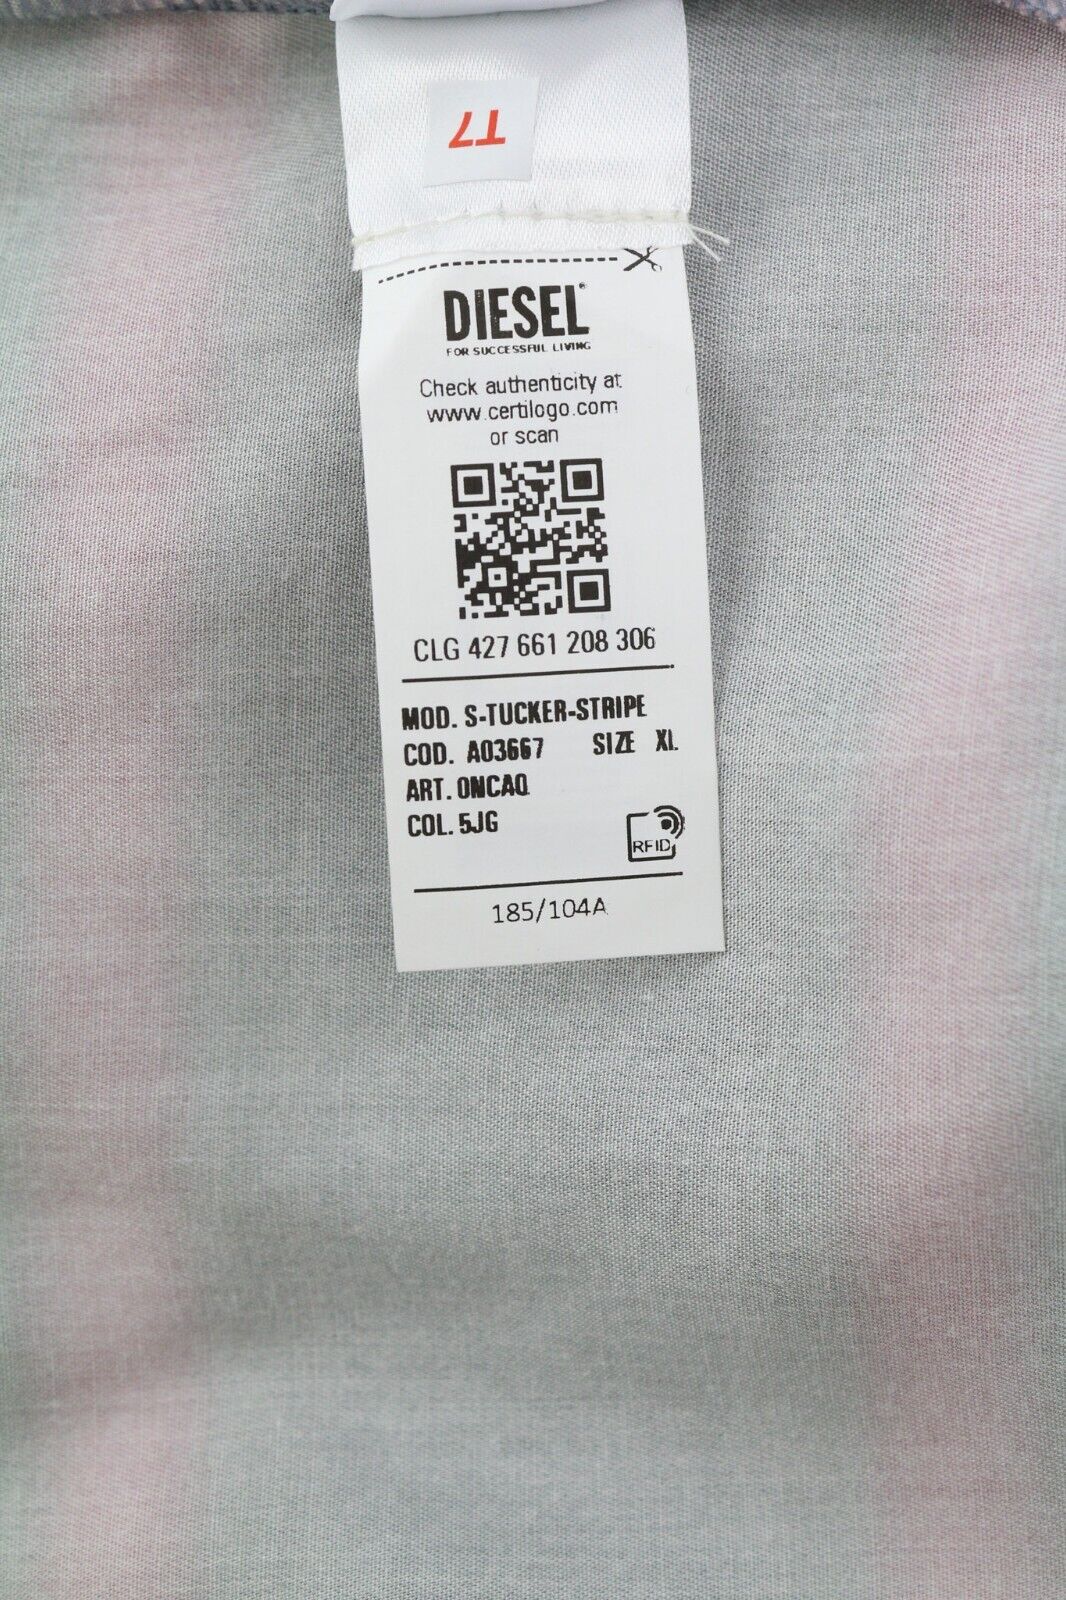 T7
DIESEL®
FOR SUCCESSFUL LIVING
Check authenticity at
www.certilogo.com
or scan
CLG 427 661 208 306
MOD. S-TUCKER-STRIPE
COD. A03667 SIZE XL
ART. 0NCAQ
COL. 5JG
RFID
185/104A